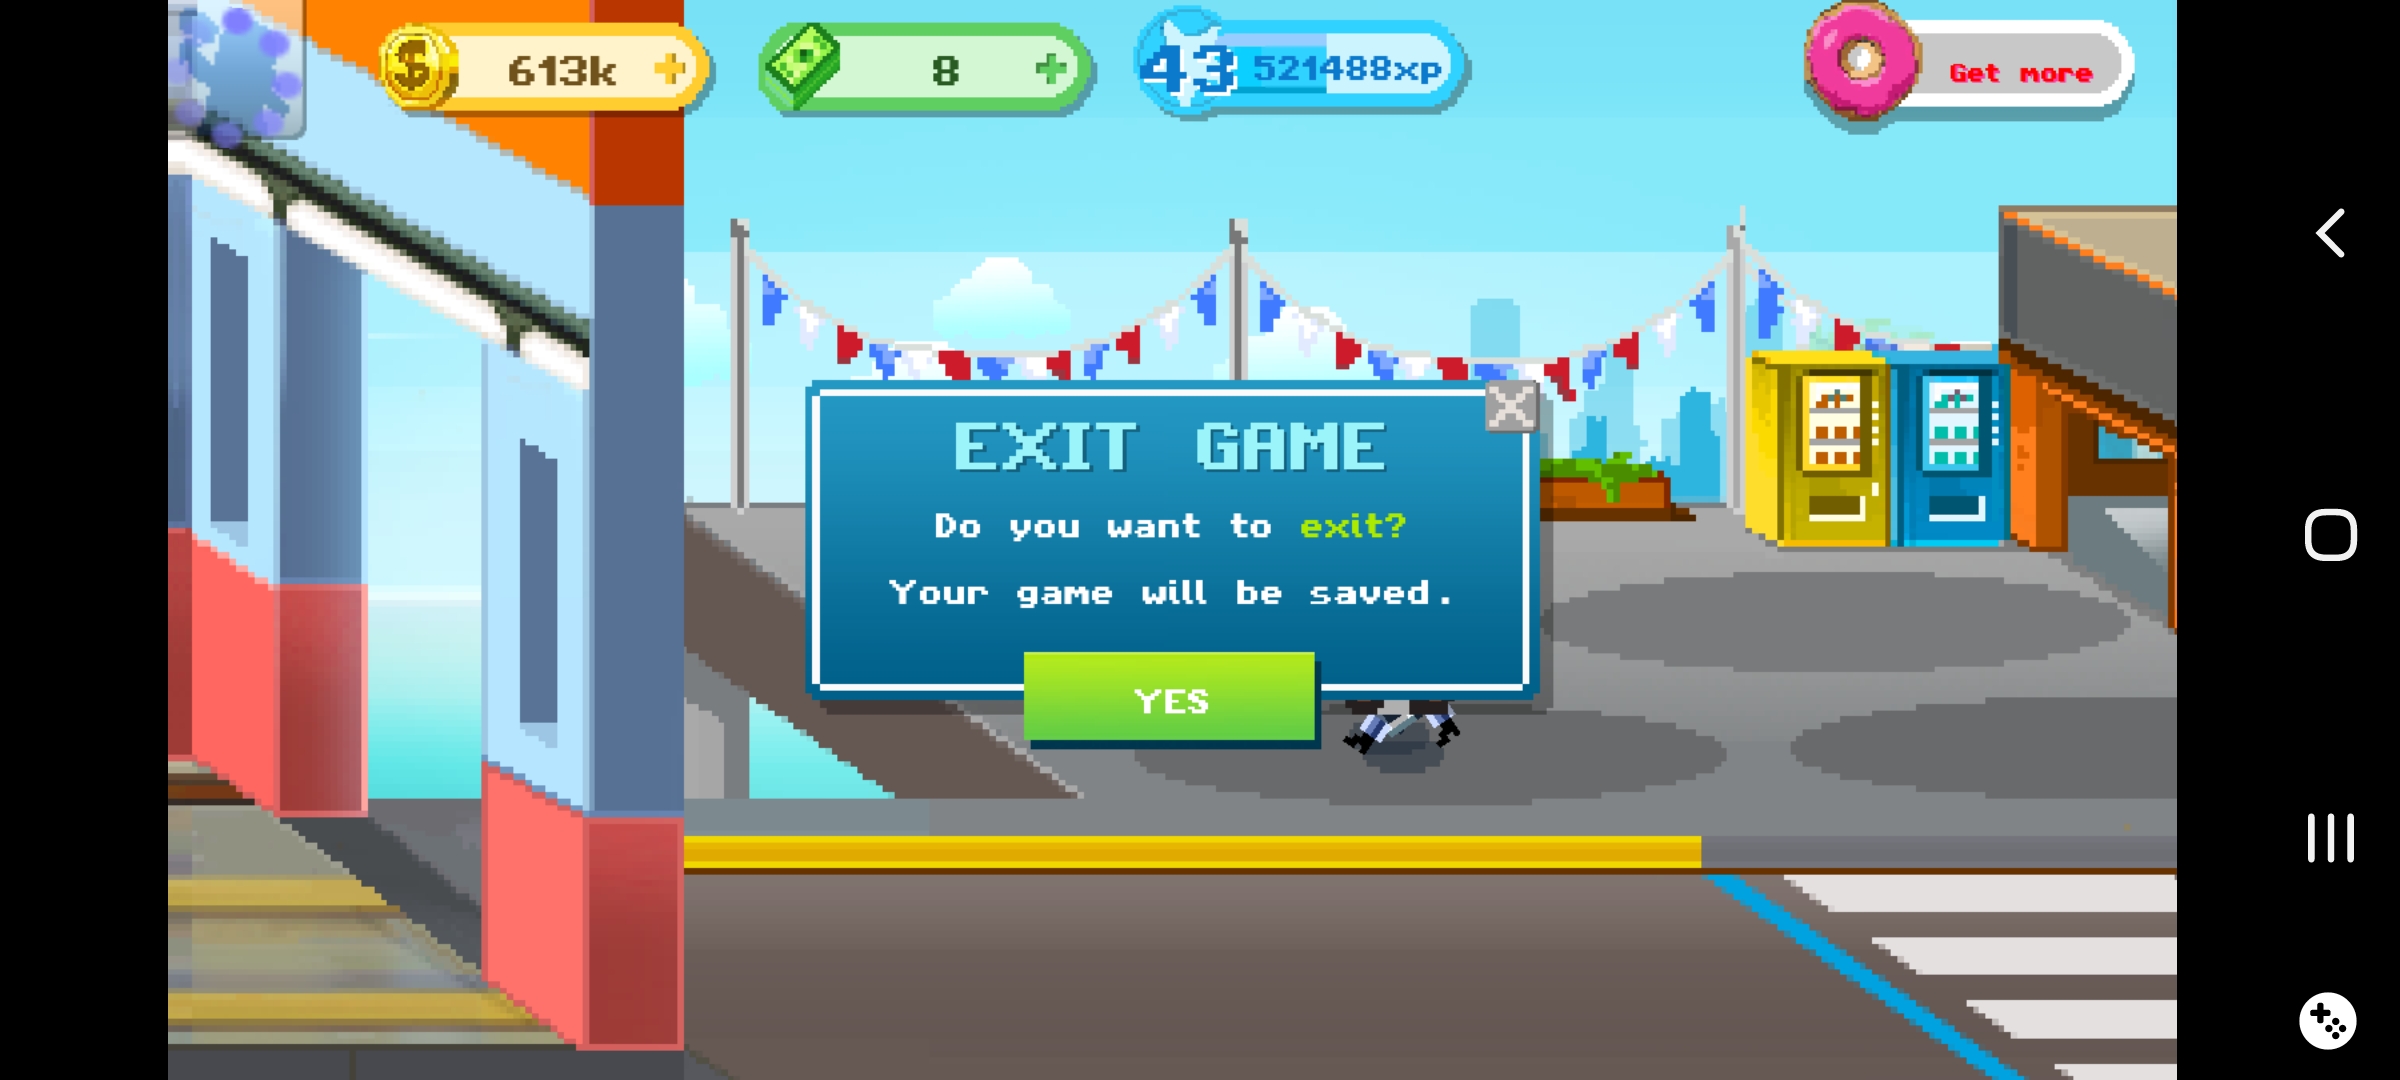 613k
8
43 521488xp
Get more
EXIT GAME
Do you want to exit?
Your game will be saved.
YES